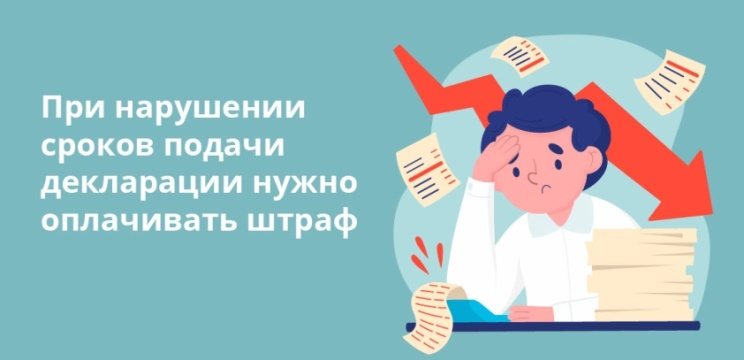 При нарушении
сроков подачи
декларации нужно
оплачивать штраф